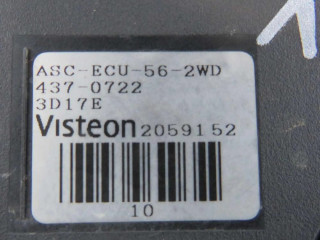 ASC-ECU-56-2WD
437-0722
3D17E
Visteon 2059152
10